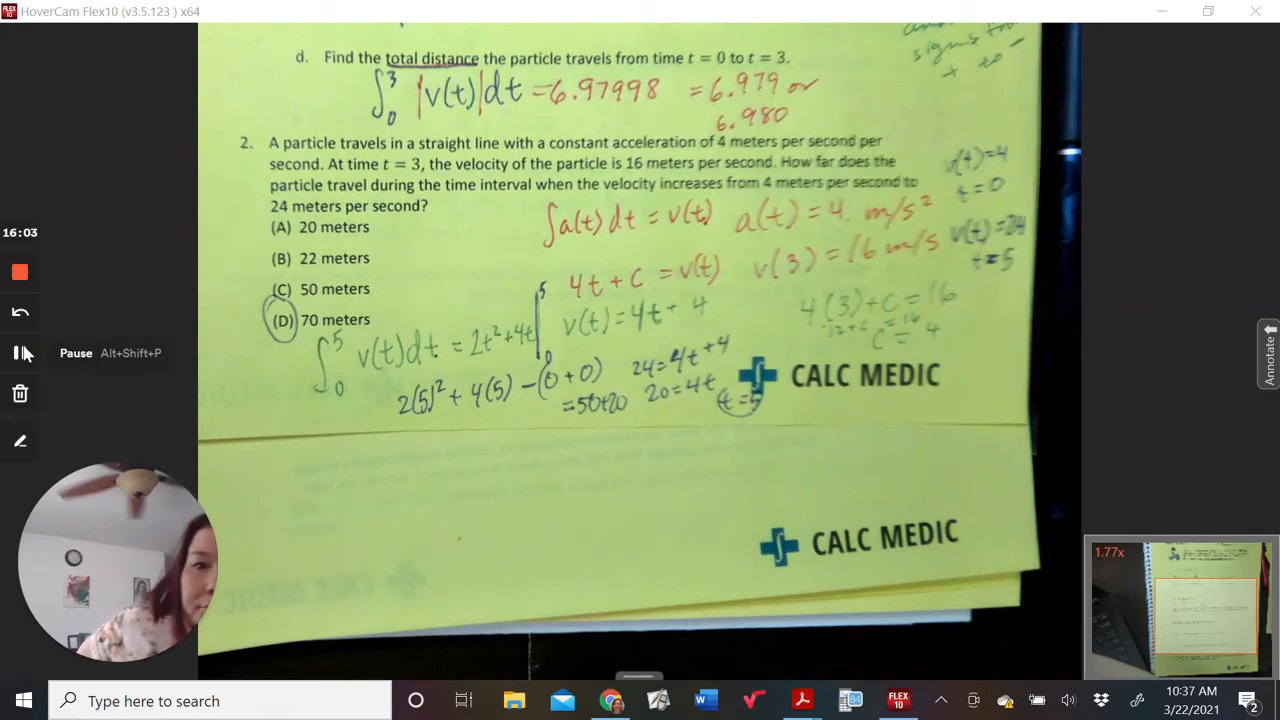 HoverCam Flex10 (v3.5.123 ) x64
signs
+ to -
d. Find the total distance the particle travels from time t = 0 to t = 3.
∫₀³ |v(t)| dt = 6.97998 = 6.979 or
6.980
2. A particle travels in a straight line with a constant acceleration of 4 meters per second per
second. At time t = 3, the velocity of the particle is 16 meters per second. How far does the
particle travel during the time interval when the velocity increases from 4 meters per second to
24 meters per second?
v(t)=4
t=0
v(t)=24
t=5
(A) 20 meters
(B) 22 meters
(C) 50 meters
(D) 70 meters
∫a(t) dt = v(t) a(t) = 4 m/s²
4t + C = v(t) v(3) = 16 m/s
v(t) = 4t + 4
4(3)+C=16
12+C=16
C = 4
∫₀⁵ v(t)dt = 2t²+4t |₀⁵
2(5)² + 4(5) - (0+0)
= 50+20
24=4t+4
20=4t
t=5
CALC MEDIC
CALC MEDIC
16:03
Pause Alt+Shift+P
Annotate
1.77x
Type here to search
FLEX
10
10:37 AM
3/22/2021
2